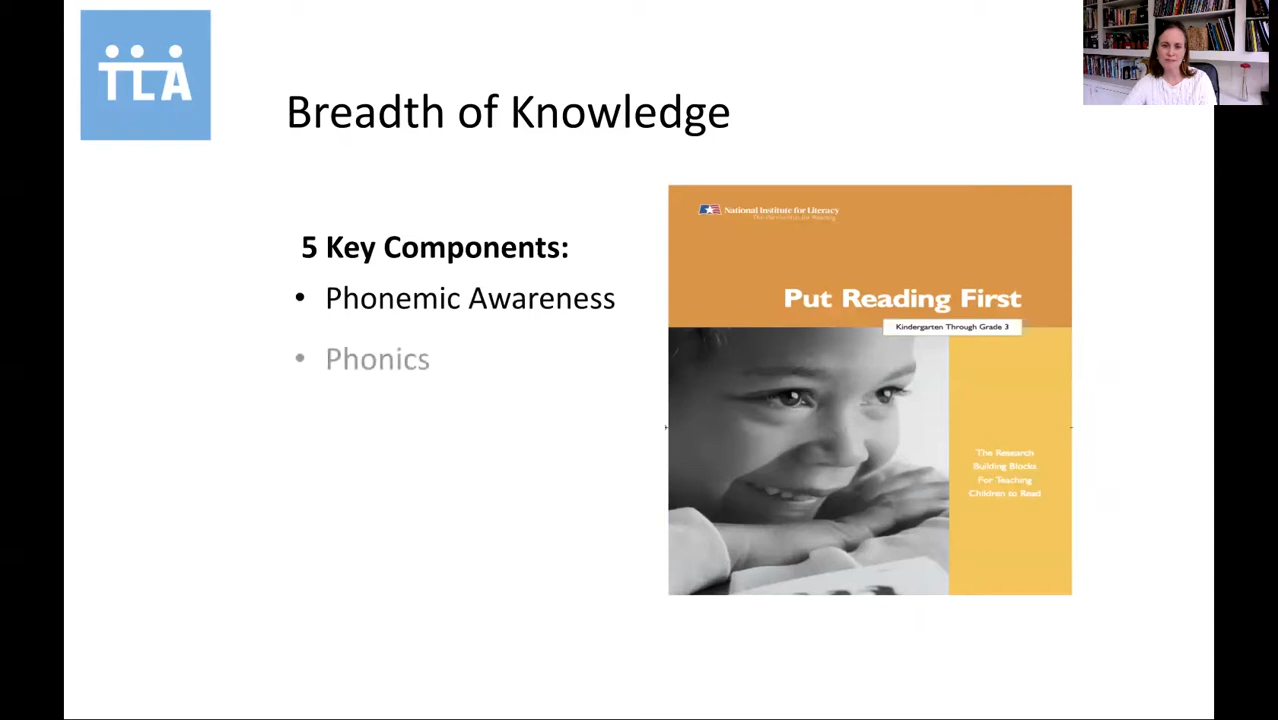 TLA
Breadth of Knowledge
5 Key Components:
• Phonemic Awareness
• Phonics
National Institute for Literacy
Put Reading First
Kindergarten Through Grade 3
The Research
Building Blocks
For Teaching
Children to Read